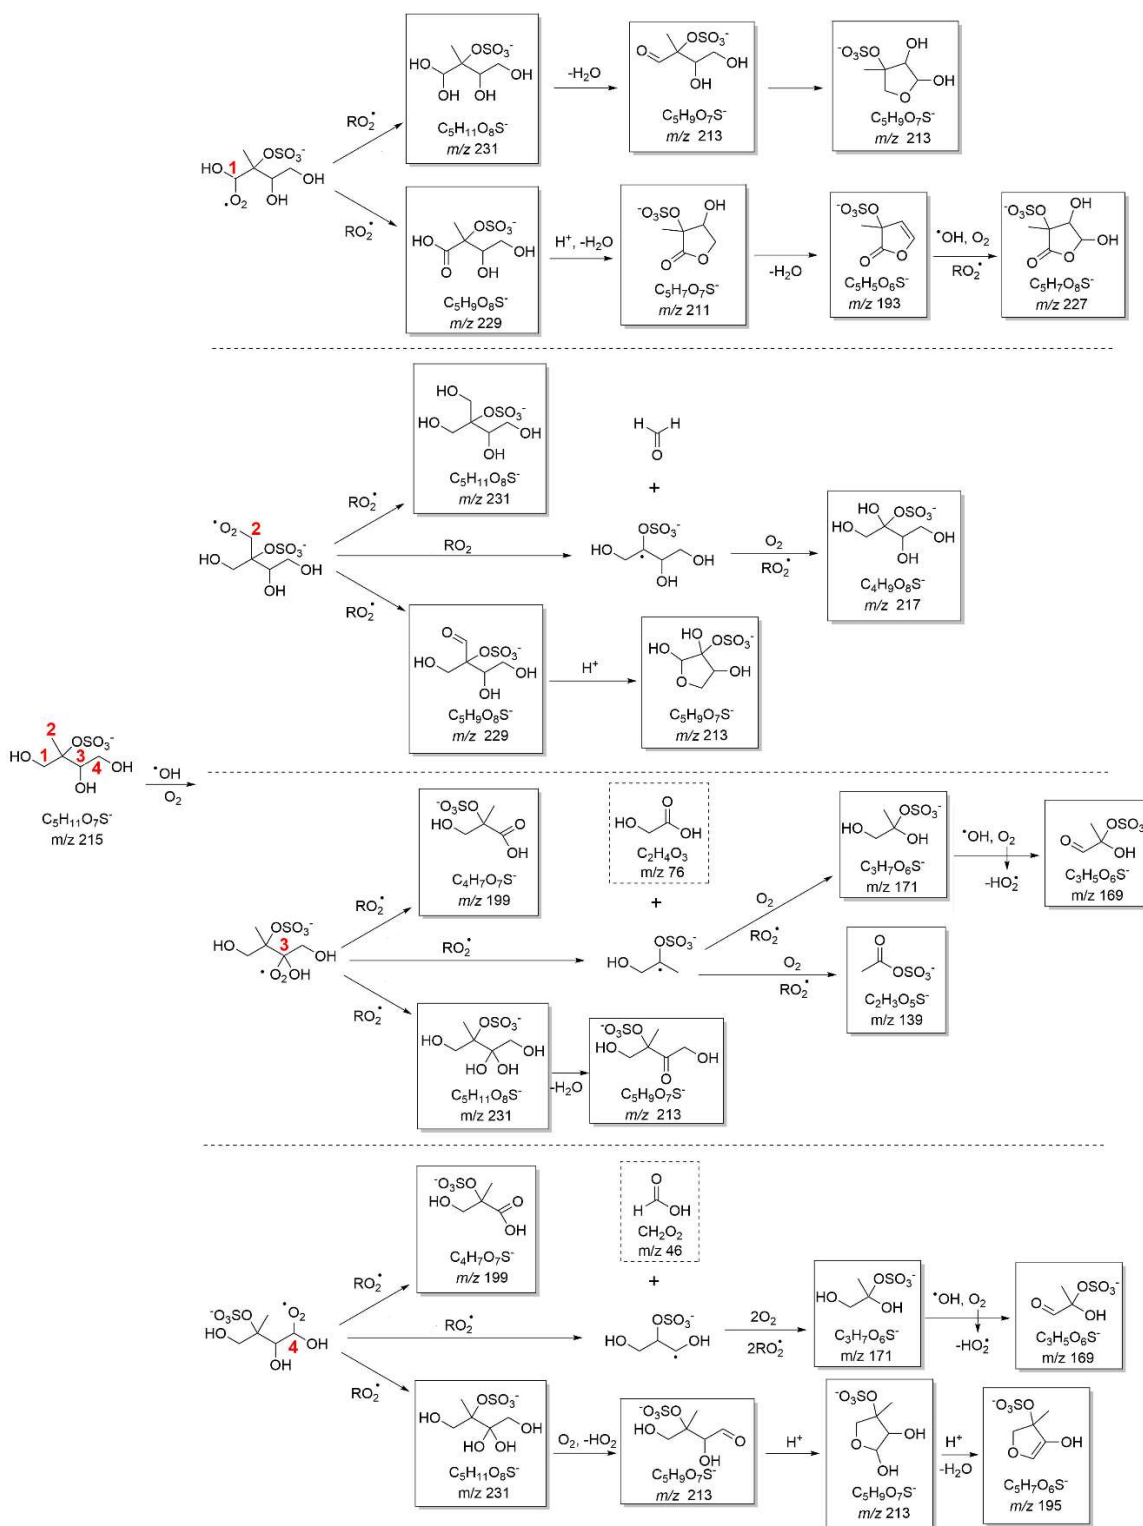 OSO₃⁻
HO
OH
OH OH
C₅H₁₁O₈S⁻
m/z 231
-H₂O
OSO₃⁻
O
OH
OH
C₅H₉O₇S⁻
m/z 213
⁻O₃SO
OH
OH
O
C₅H₉O₇S⁻
m/z 213
RO₂•
HO
1
OSO₃⁻
OH
•O₂
OH
RO₂•
HO
OSO₃⁻
OH
O
OH
C₅H₉O₈S⁻
m/z 229
H⁺, -H₂O
⁻O₃SO
OH
O
O
C₅H₇O₇S⁻
m/z 211
-H₂O
⁻O₃SO
O
O
C₅H₅O₆S⁻
m/z 193
•OH, O₂
RO₂•
⁻O₃SO
OH
OH
O
O
C₅H₇O₈S⁻
m/z 227
HO
OSO₃⁻
HO
OH
OH
C₅H₁₁O₈S⁻
m/z 231
H H
O
+
RO₂•
•O₂
2
OSO₃⁻
HO
OH
OH
RO₂
OSO₃⁻
HO
OH
OH
O₂
RO₂•
HO
OSO₃⁻
HO
OH
OH
C₄H₉O₈S⁻
m/z 217
RO₂•
O
OSO₃⁻
HO
OH
OH
C₅H₉O₈S⁻
m/z 229
H⁺
HO
OSO₃⁻
HO
OH
O
C₅H₉O₇S⁻
m/z 213
2
OSO₃⁻
HO
1
3
4
OH
OH
C₅H₁₁O₇S⁻
m/z 215
•OH
O₂
⁻O₃SO
HO
O
OH
C₄H₇O₇S⁻
m/z 199
O
HO
OH
C₂H₄O₃
m/z 76
+
OSO₃⁻
HO
OH
C₃H₇O₆S⁻
m/z 171
•OH, O₂
-HO₂•
OSO₃⁻
O
OH
C₃H₅O₆S⁻
m/z 169
RO₂•
OSO₃⁻
HO
3
OH
•O₂OH
RO₂•
OSO₃⁻
HO
O₂
RO₂•
O₂
RO₂•
O
OSO₃⁻
C₂H₃O₅S⁻
m/z 139
RO₂•
OSO₃⁻
HO
OH
HO OH
C₅H₁₁O₈S⁻
m/z 231
-H₂O
⁻O₃SO
HO
OH
O
C₅H₉O₇S⁻
m/z 213
⁻O₃SO
HO
O
OH
C₄H₇O₇S⁻
m/z 199
O
H OH
CH₂O₂
m/z 46
+
RO₂•
⁻O₃SO
•O₂
HO
4
OH
OH
RO₂•
OSO₃⁻
HO
OH
2O₂
2RO₂•
OSO₃⁻
HO
OH
C₃H₇O₆S⁻
m/z 171
•OH, O₂
-HO₂•
OSO₃⁻
O
OH
C₃H₅O₆S⁻
m/z 169
RO₂•
OSO₃⁻
HO
OH
HO OH
C₅H₁₁O₈S⁻
m/z 231
O₂, -HO₂
⁻O₃SO
HO
O
OH
C₅H₉O₇S⁻
m/z 213
H⁺
⁻O₃SO
OH
O
OH
C₅H₉O₇S⁻
m/z 213
H⁺
-H₂O
⁻O₃SO
OH
O
C₅H₇O₆S⁻
m/z 195